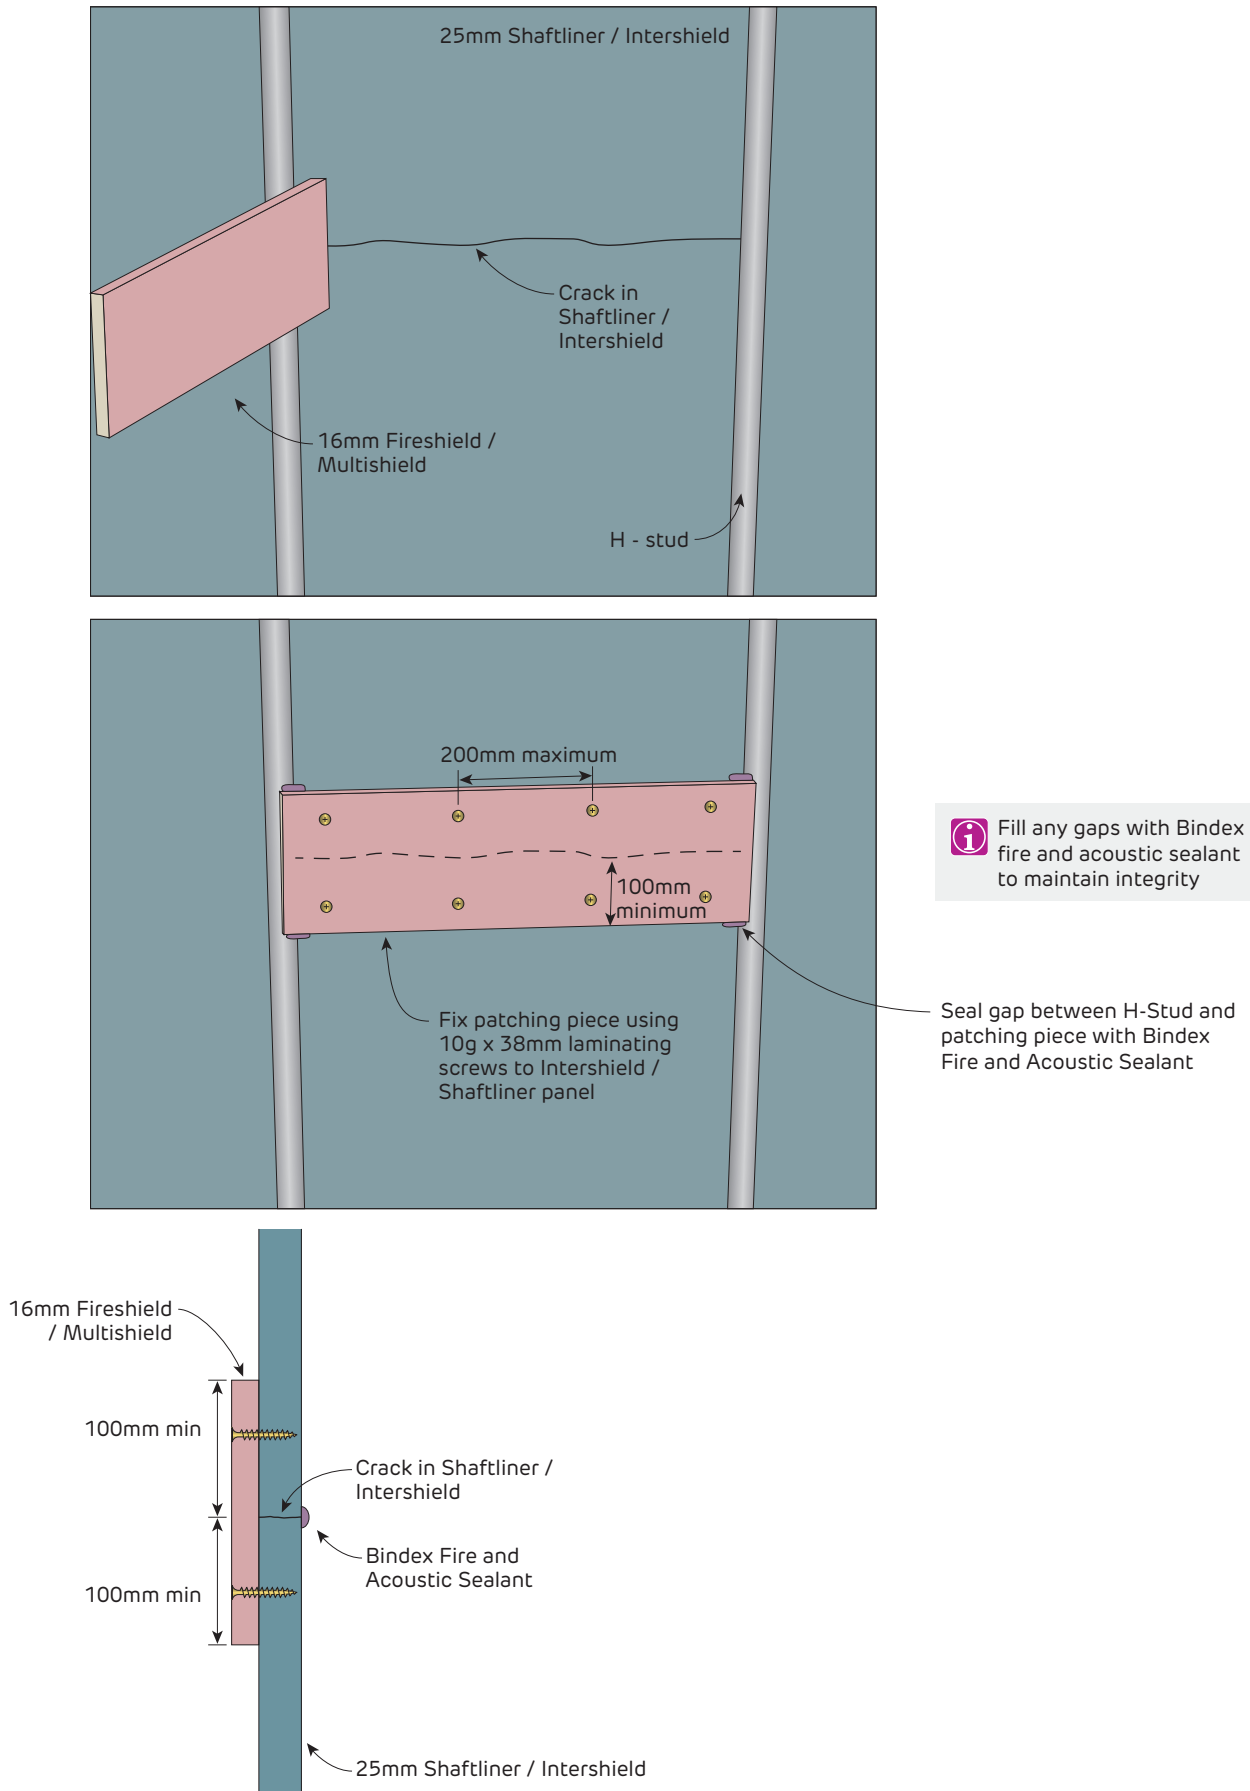 25mm Shaftliner / Intershield
Crack in
Shaftliner /
Intershield
16mm Fireshield /
Multishield
H - stud
200mm maximum
100mm
minimum
Fill any gaps with Bindex
fire and acoustic sealant
to maintain integrity
Fix patching piece using
10g x 38mm laminating
screws to Intershield /
Shaftliner panel
Seal gap between H-Stud and
patching piece with Bindex
Fire and Acoustic Sealant
16mm Fireshield
/ Multishield
100mm min
Crack in Shaftliner /
Intershield
Bindex Fire and
Acoustic Sealant
100mm min
25mm Shaftliner / Intershield